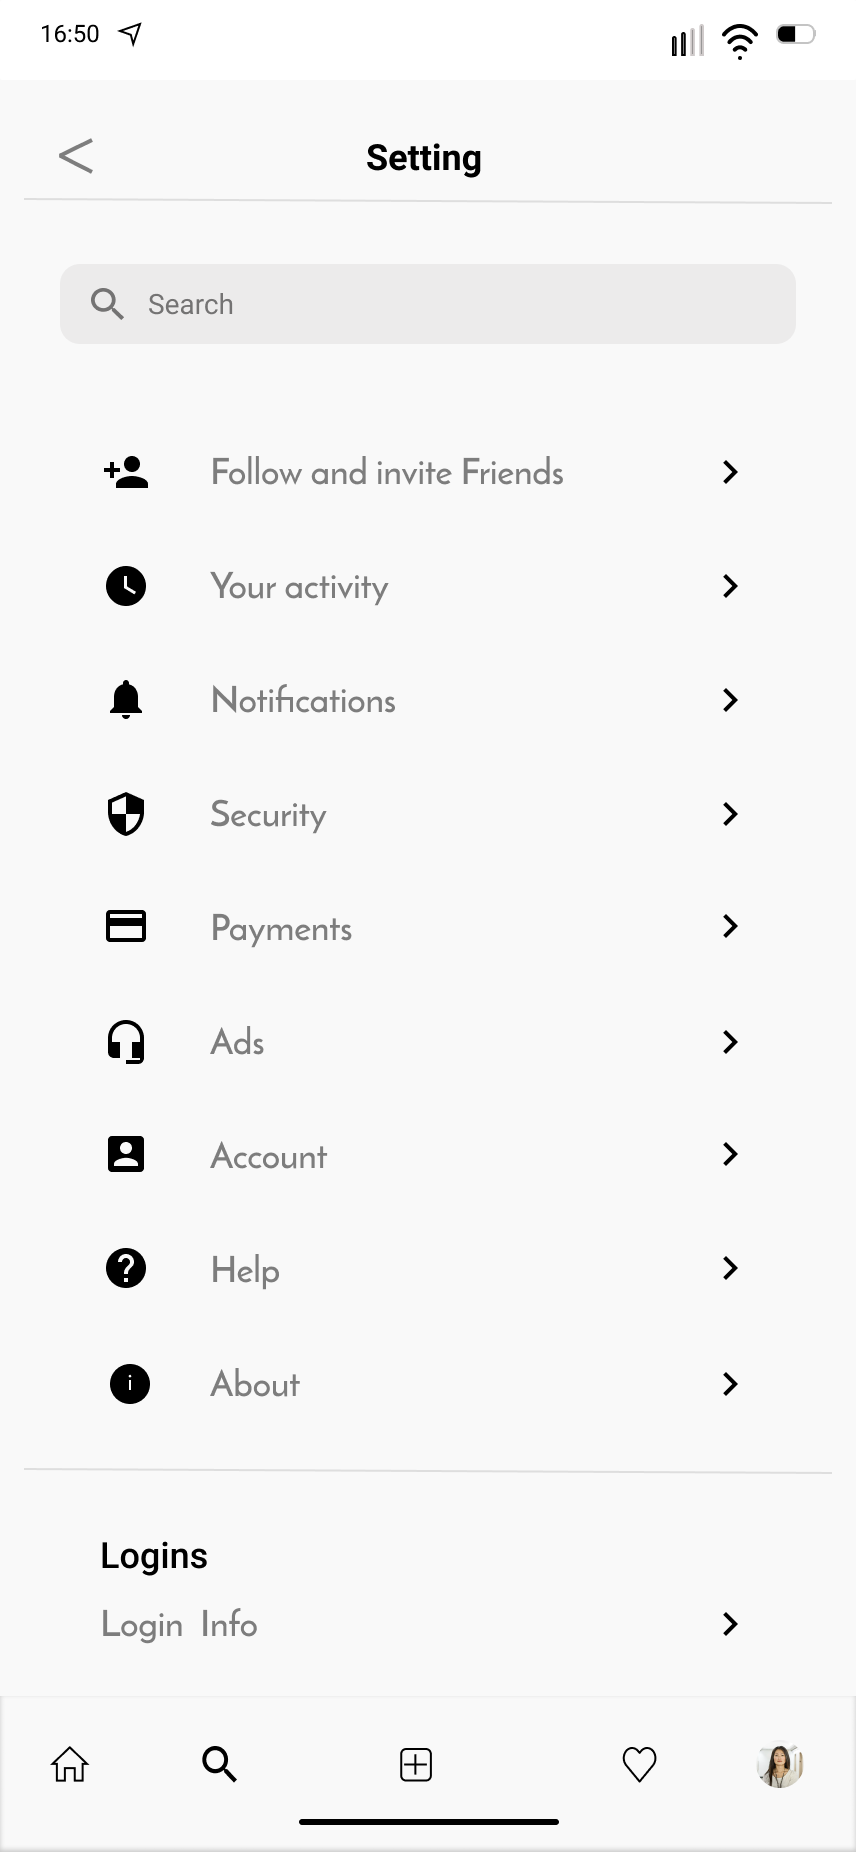 16:50
Setting
Search
Follow and invite Friends
Your activity
Notifications
Security
Payments
Ads
Account
Help
About
Logins
Login Info